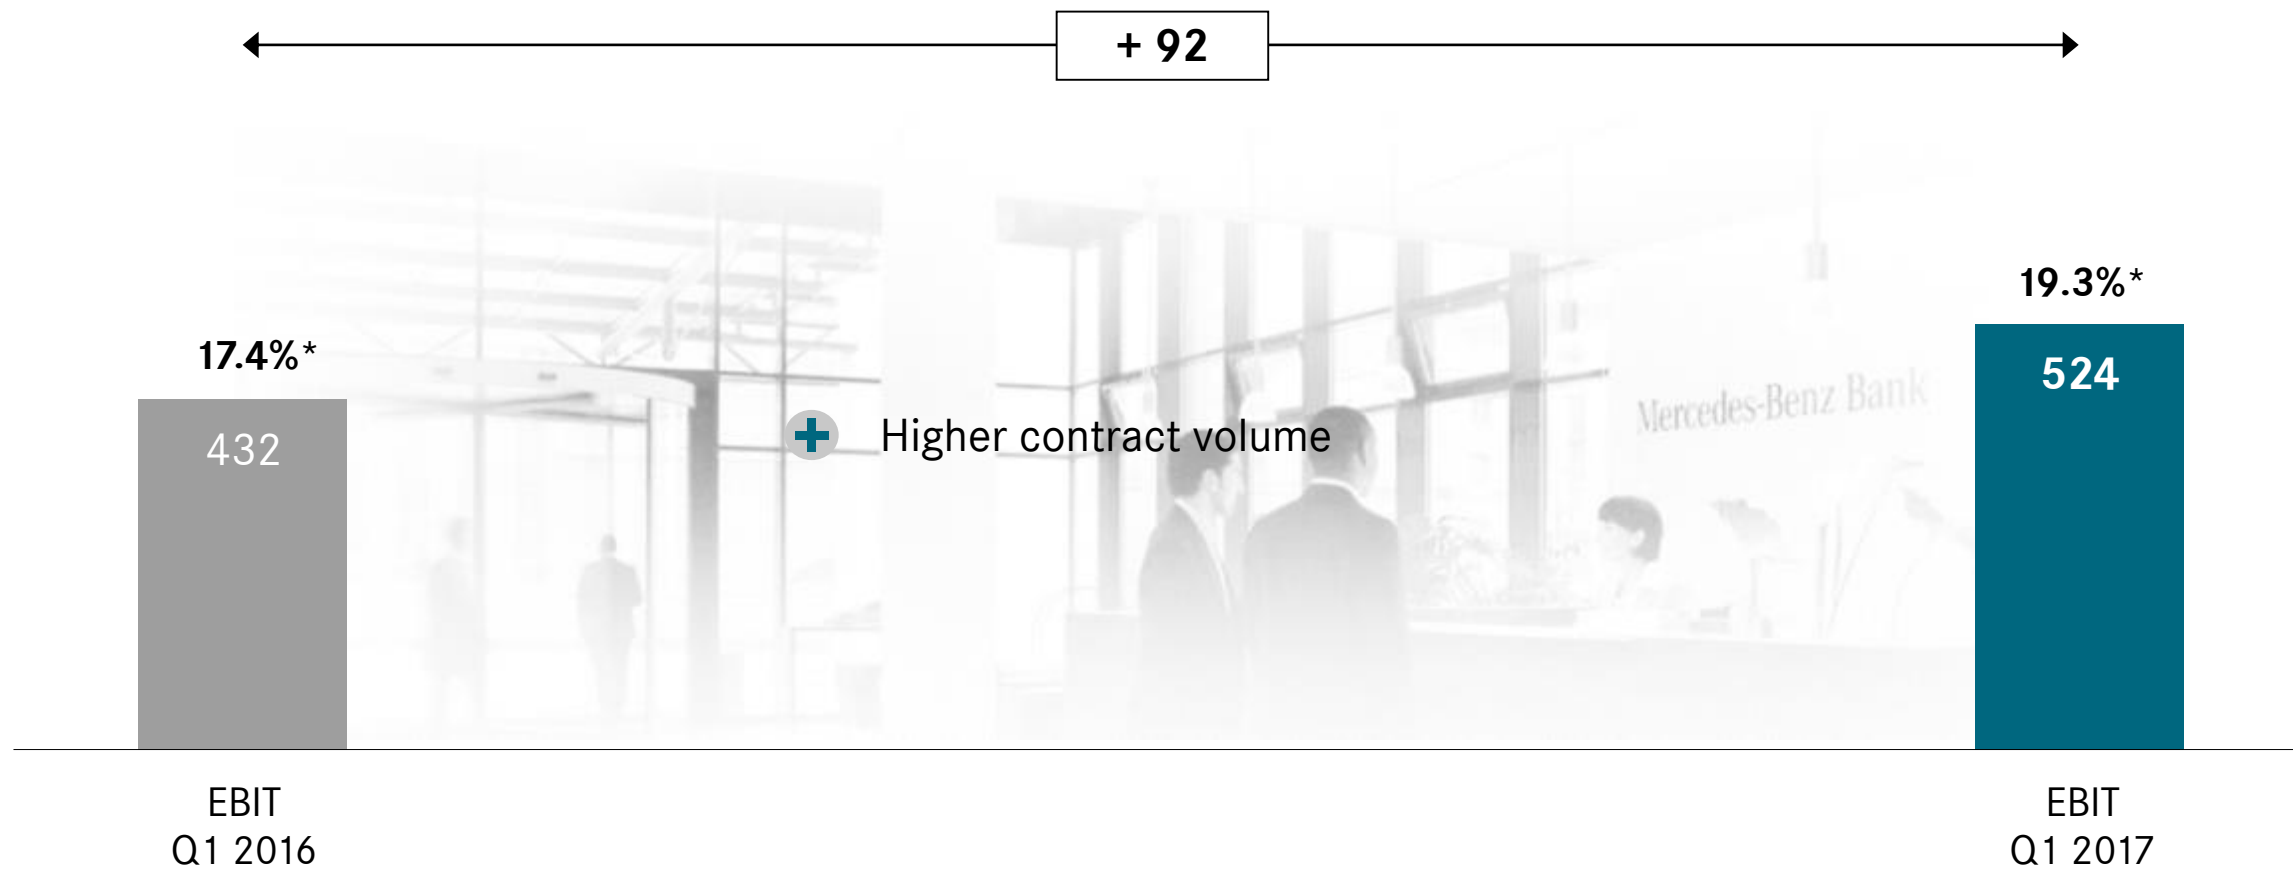 + 92
19.3%*
17.4%*
524
Mercedes-Benz Bank
432
Higher contract volume
EBIT
Q1 2016
EBIT
Q1 2017